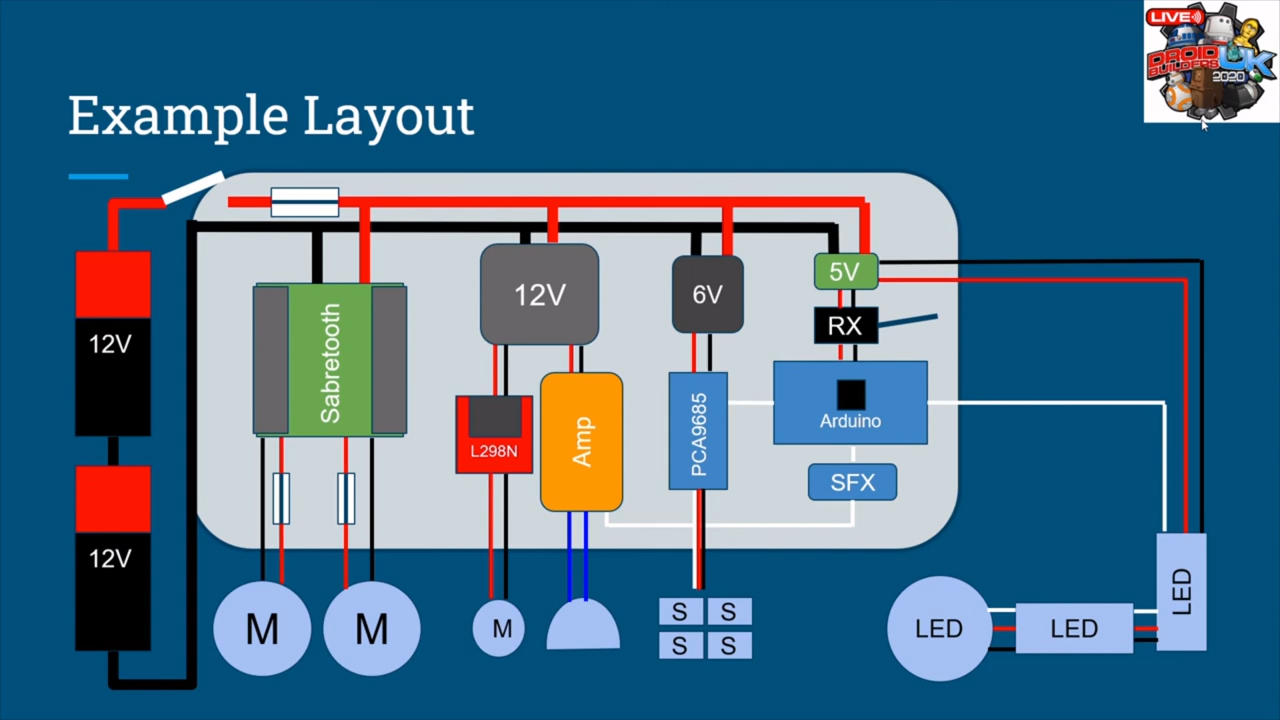 LIVE
DROID
BUILDERS UK
2020
Example Layout
12V
12V
Sabretooth
12V
6V
5V
RX
L298N
Amp
PCA9685
Arduino
SFX
M
M
M
S S
S S
LED
LED
LED